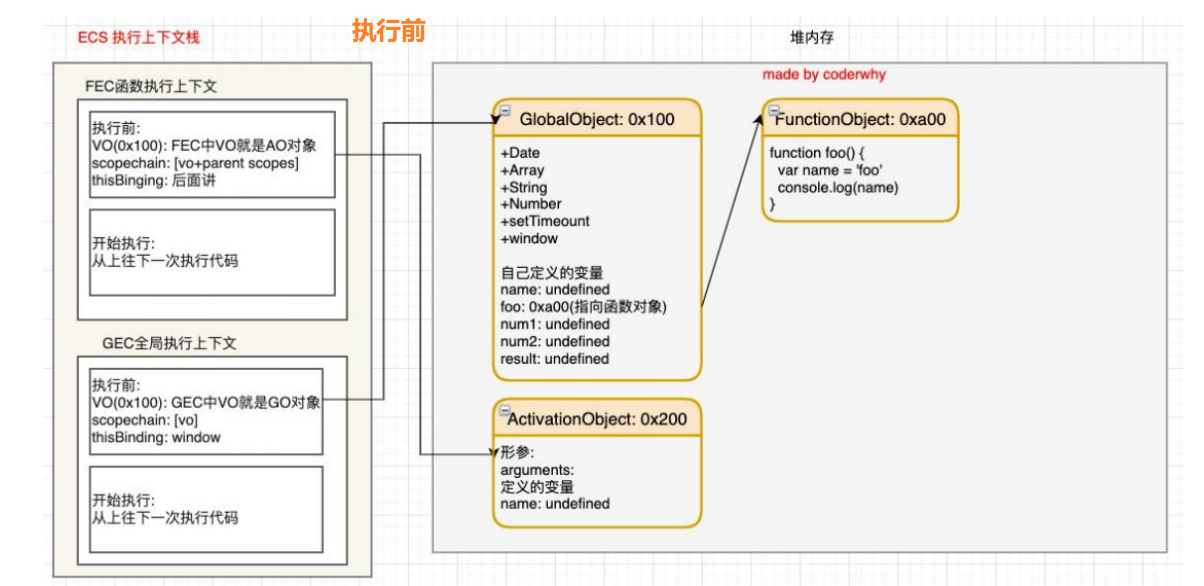 ECS 执行上下文栈
执行前
堆内存
made by coderwhy
FEC函数执行上下文
执行前:
VO(0x100): FEC中VO就是AO对象
scopechain: [vo+parent scopes]
thisBinging: 后面讲
开始执行:
从上往下一次执行代码
GEC全局执行上下文
执行前:
VO(0x100): GEC中VO就是GO对象
scopechain: [vo]
thisBinding: window
开始执行:
从上往下一次执行代码
GlobalObject: 0x100
+Date
+Array
+String
+Number
+setTimeount
+window
自己定义的变量
name: undefined
foo: 0xa00(指向函数对象)
num1: undefined
num2: undefined
result: undefined
ActivationObject: 0x200
形参:
arguments:
定义的变量
name: undefined
FunctionObject: 0xa00
function foo() {
var name = 'foo'
console.log(name)
}